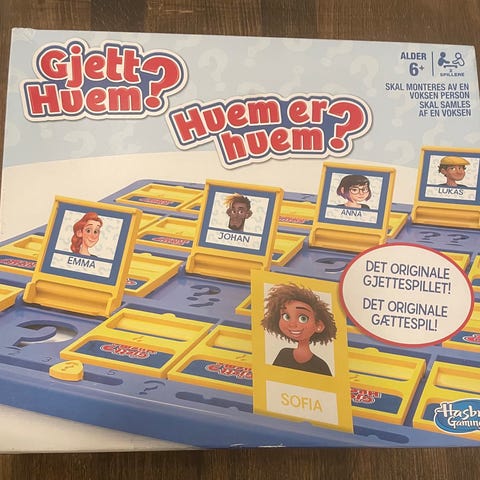 Gjett
Hvem?
Hvem er
hvem?
ALDER
6+
2
SPILLERE
SKAL MONTERES AV EN
VOKSEN PERSON
SKAL SAMLES
AF EN VOKSEN
LUKAS
ANNA
JOHAN
EMMA
DET ORIGINALE
GJETTESPILLET!
DET ORIGINALE
GÆTTESPIL!
SOFIA
Hasbro
Gaming